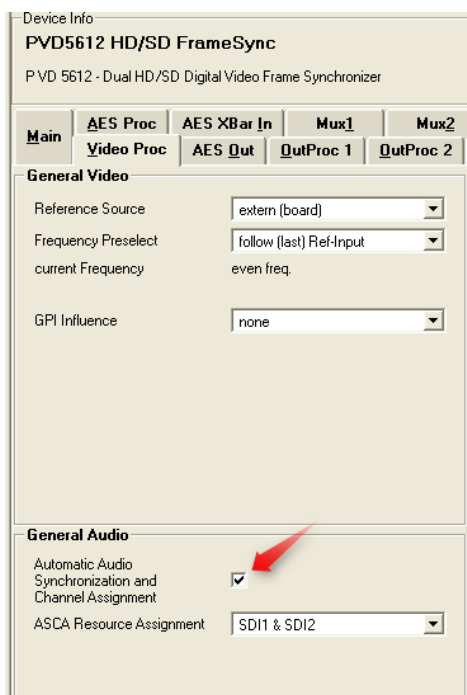 Device Info
PVD5612 HD/SD FrameSync
PVD 5612 - Dual HD/SD Digital Video Frame Synchronizer
AES Proc AES XBar In Mux1 Mux2
Main Video Proc AES Out OutProc 1 OutProc 2
General Video
Reference Source extern (board)
Frequency Preselect follow (last) Ref-Input
current Frequency even freq.
GPI Influence none
General Audio
Automatic Audio
Synchronization and
Channel Assignment
ASCA Resource Assignment SDI1 & SDI2